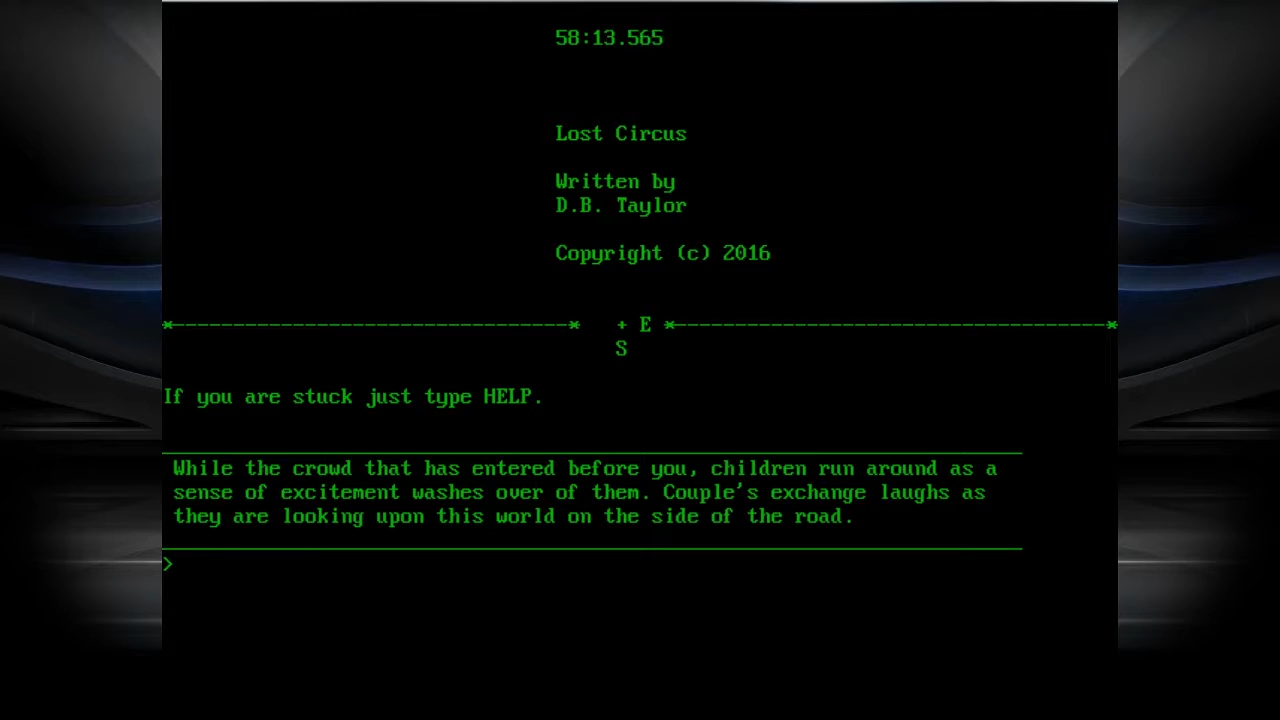 58:13.565
Lost Circus
Written by
D.B. Taylor
Copyright (c) 2016
*-----------------------------------* + E *--------------------------------------*
S
If you are stuck just type HELP.
While the crowd that has entered before you, children run around as a
sense of excitement washes over of them. Couple's exchange laughs as
they are looking upon this world on the side of the road.
>